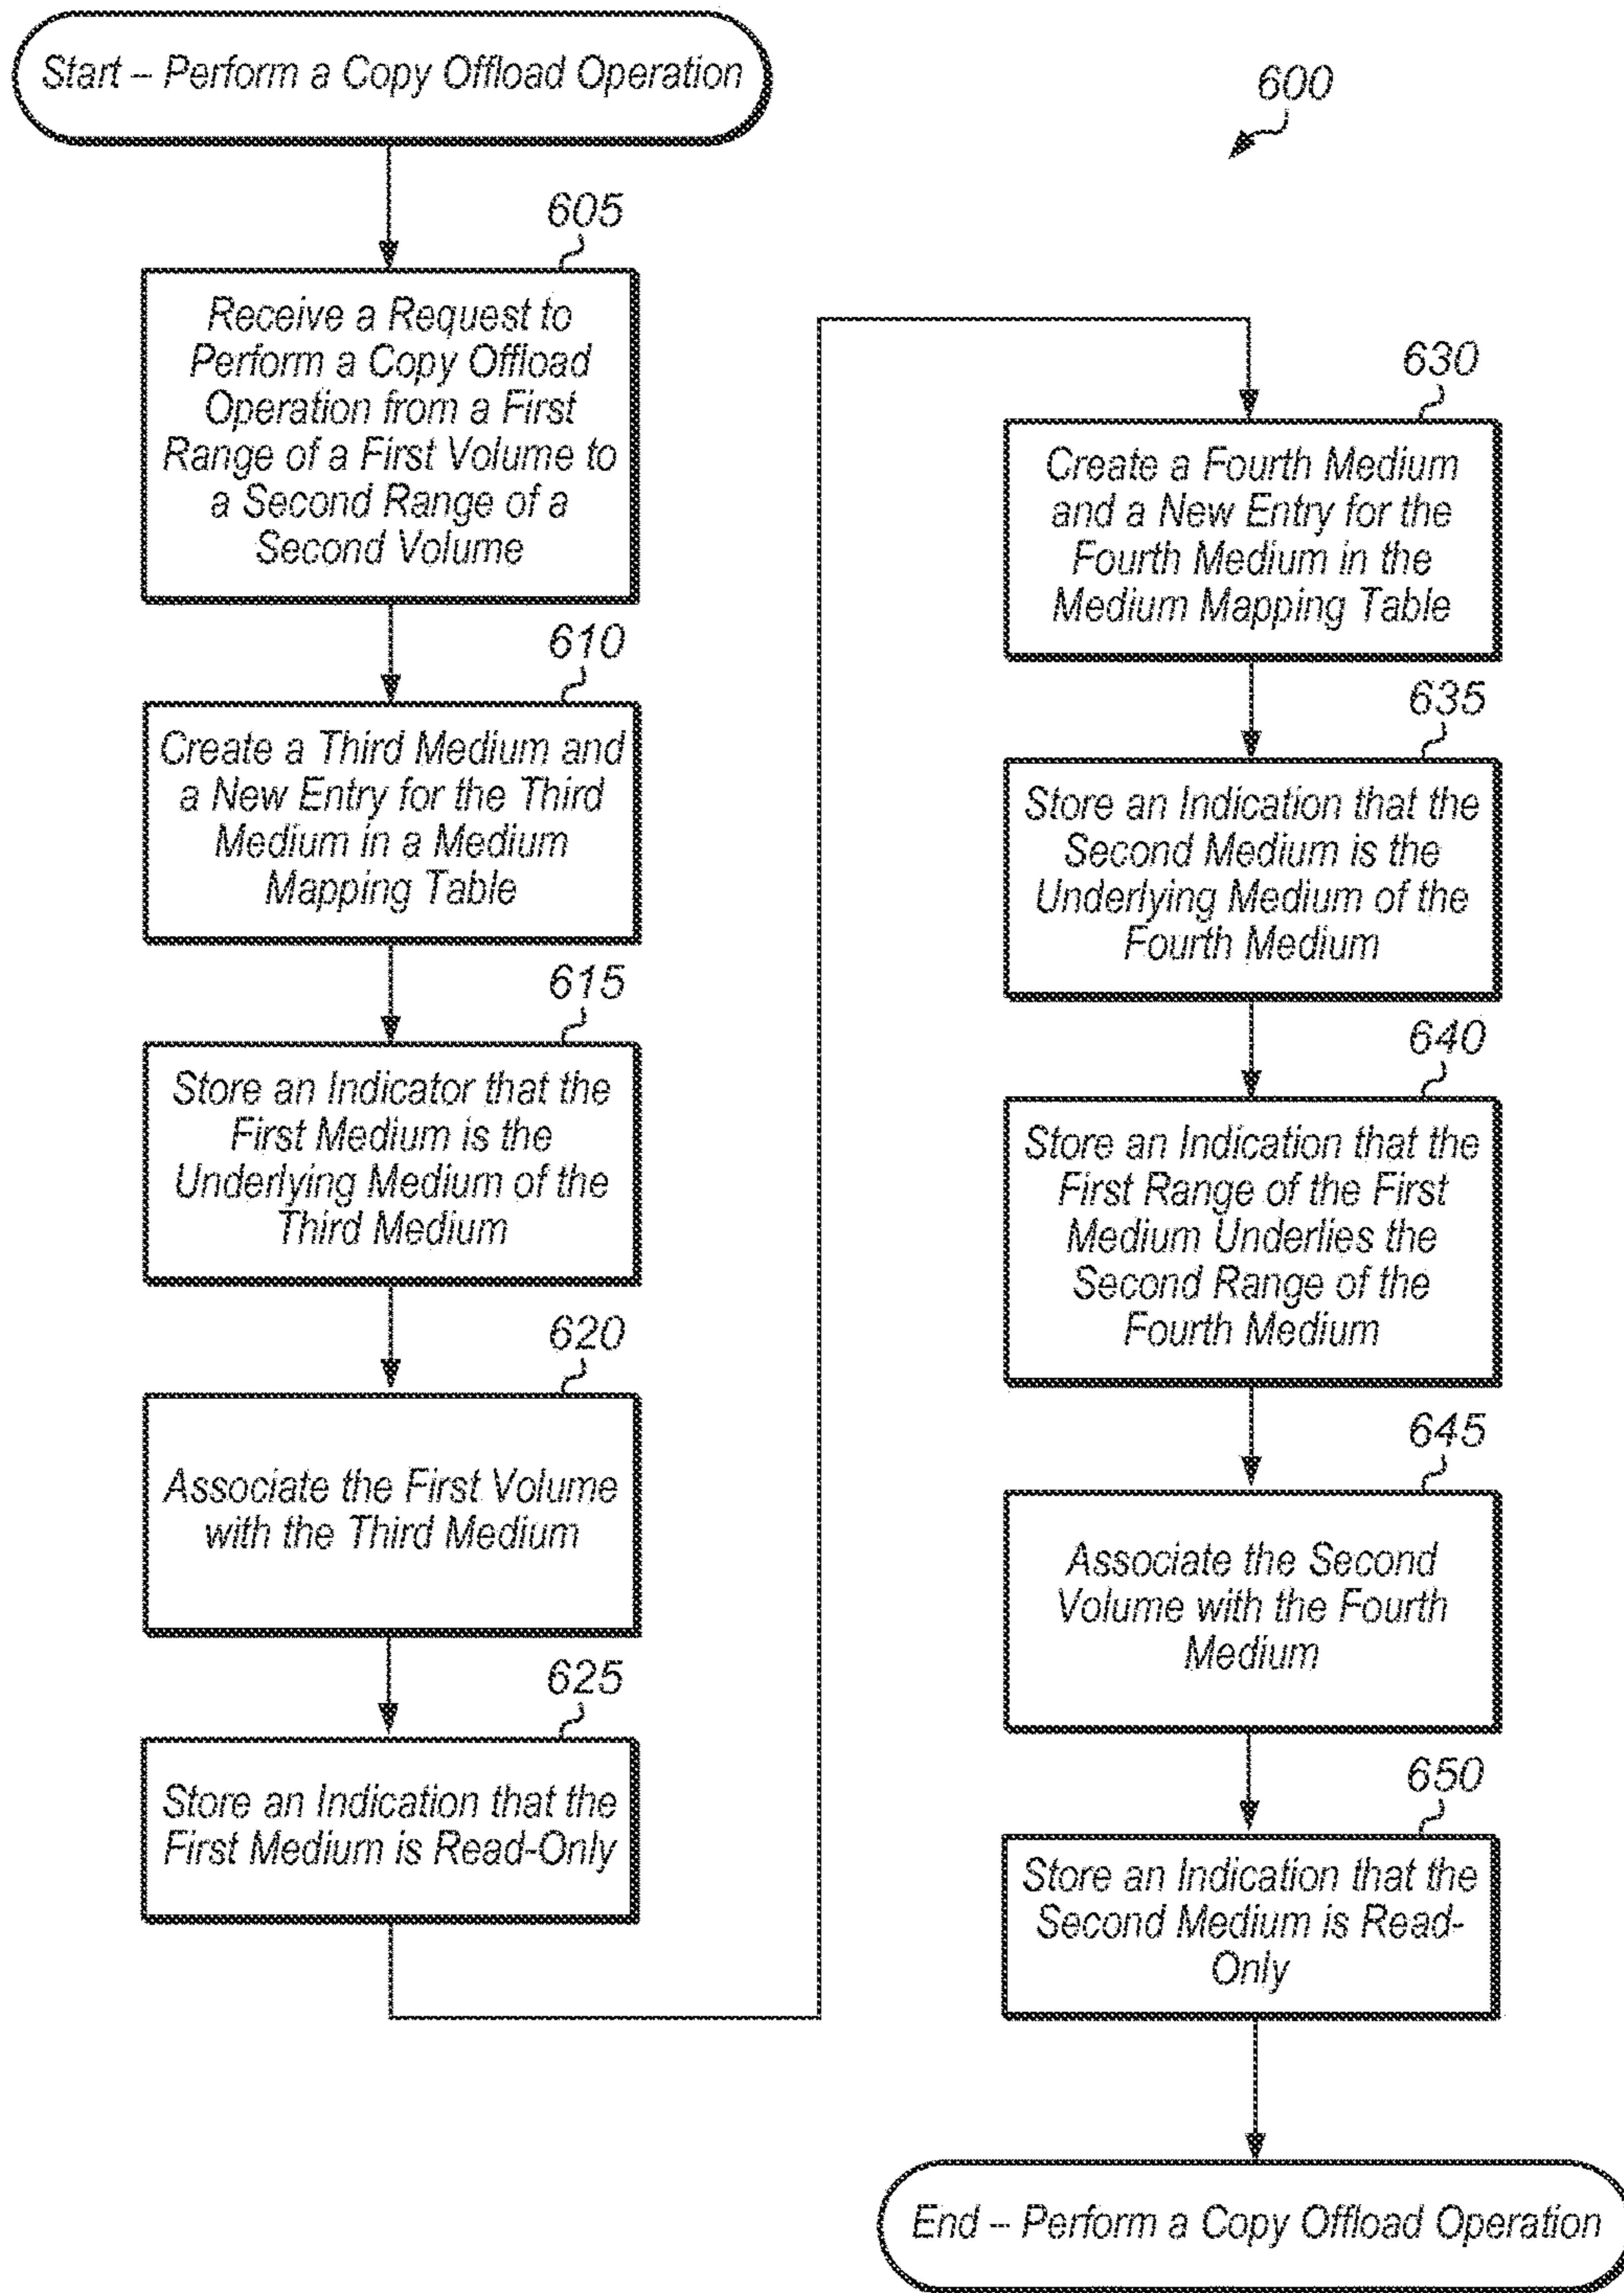 Start – Perform a Copy Offload Operation
600
605
Receive a Request to
Perform a Copy Offload
Operation from a First
Range of a First Volume to
a Second Range of a
Second Volume
610
Create a Third Medium and
a New Entry for the Third
Medium in a Medium
Mapping Table
615
Store an Indicator that the
First Medium is the
Underlying Medium of the
Third Medium
620
Associate the First Volume
with the Third Medium
625
Store an Indication that the
First Medium is Read-Only
630
Create a Fourth Medium
and a New Entry for the
Fourth Medium in the
Medium Mapping Table
635
Store an Indication that the
Second Medium is the
Underlying Medium of the
Fourth Medium
640
Store an Indication that the
First Range of the First
Medium Underlies the
Second Range of the
Fourth Medium
645
Associate the Second
Volume with the Fourth
Medium
650
Store an Indication that the
Second Medium is Read-
Only
End – Perform a Copy Offload Operation